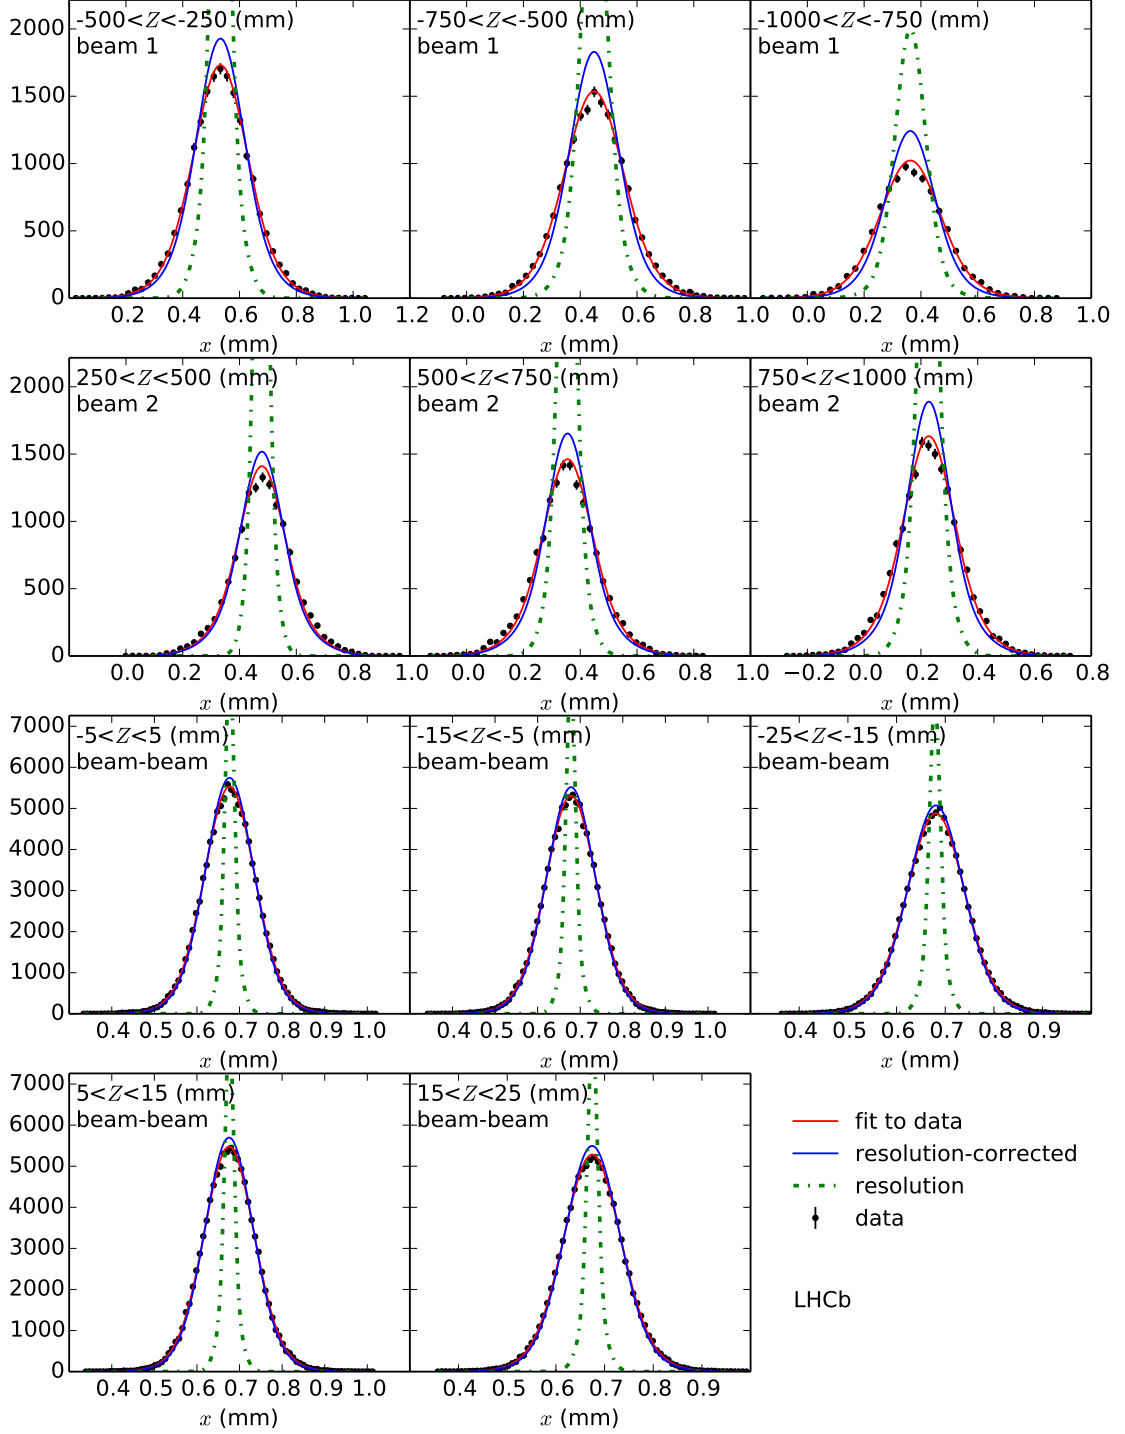 -500<Z<-250 (mm)
beam 1
-750<Z<-500 (mm)
beam 1
-1000<Z<-750 (mm)
beam 1
2000
1500
1000
500
0
0.2 0.4 0.6 0.8 1.0 1.2
0.0 0.2 0.4 0.6 0.8 1.0
0.0 0.2 0.4 0.6 0.8 1.0
x (mm)
x (mm)
x (mm)
250<Z<500 (mm)
beam 2
500<Z<750 (mm)
beam 2
750<Z<1000 (mm)
beam 2
2000
1500
1000
500
0
0.0 0.2 0.4 0.6 0.8 1.0
0.0 0.2 0.4 0.6 0.8 1.0
−0.2 0.0 0.2 0.4 0.6 0.8
x (mm)
x (mm)
x (mm)
-5<Z<5 (mm)
beam-beam
-15<Z<-5 (mm)
beam-beam
-25<Z<-15 (mm)
beam-beam
7000
6000
5000
4000
3000
2000
1000
0
0.4 0.5 0.6 0.7 0.8 0.9 1.0
0.4 0.5 0.6 0.7 0.8 0.9 1.0
0.4 0.5 0.6 0.7 0.8 0.9
x (mm)
x (mm)
x (mm)
5<Z<15 (mm)
beam-beam
15<Z<25 (mm)
beam-beam
7000
6000
5000
4000
3000
2000
1000
0
0.4 0.5 0.6 0.7 0.8 0.9 1.0
0.4 0.5 0.6 0.7 0.8 0.9
x (mm)
x (mm)
fit to data
resolution-corrected
resolution
data
LHCb